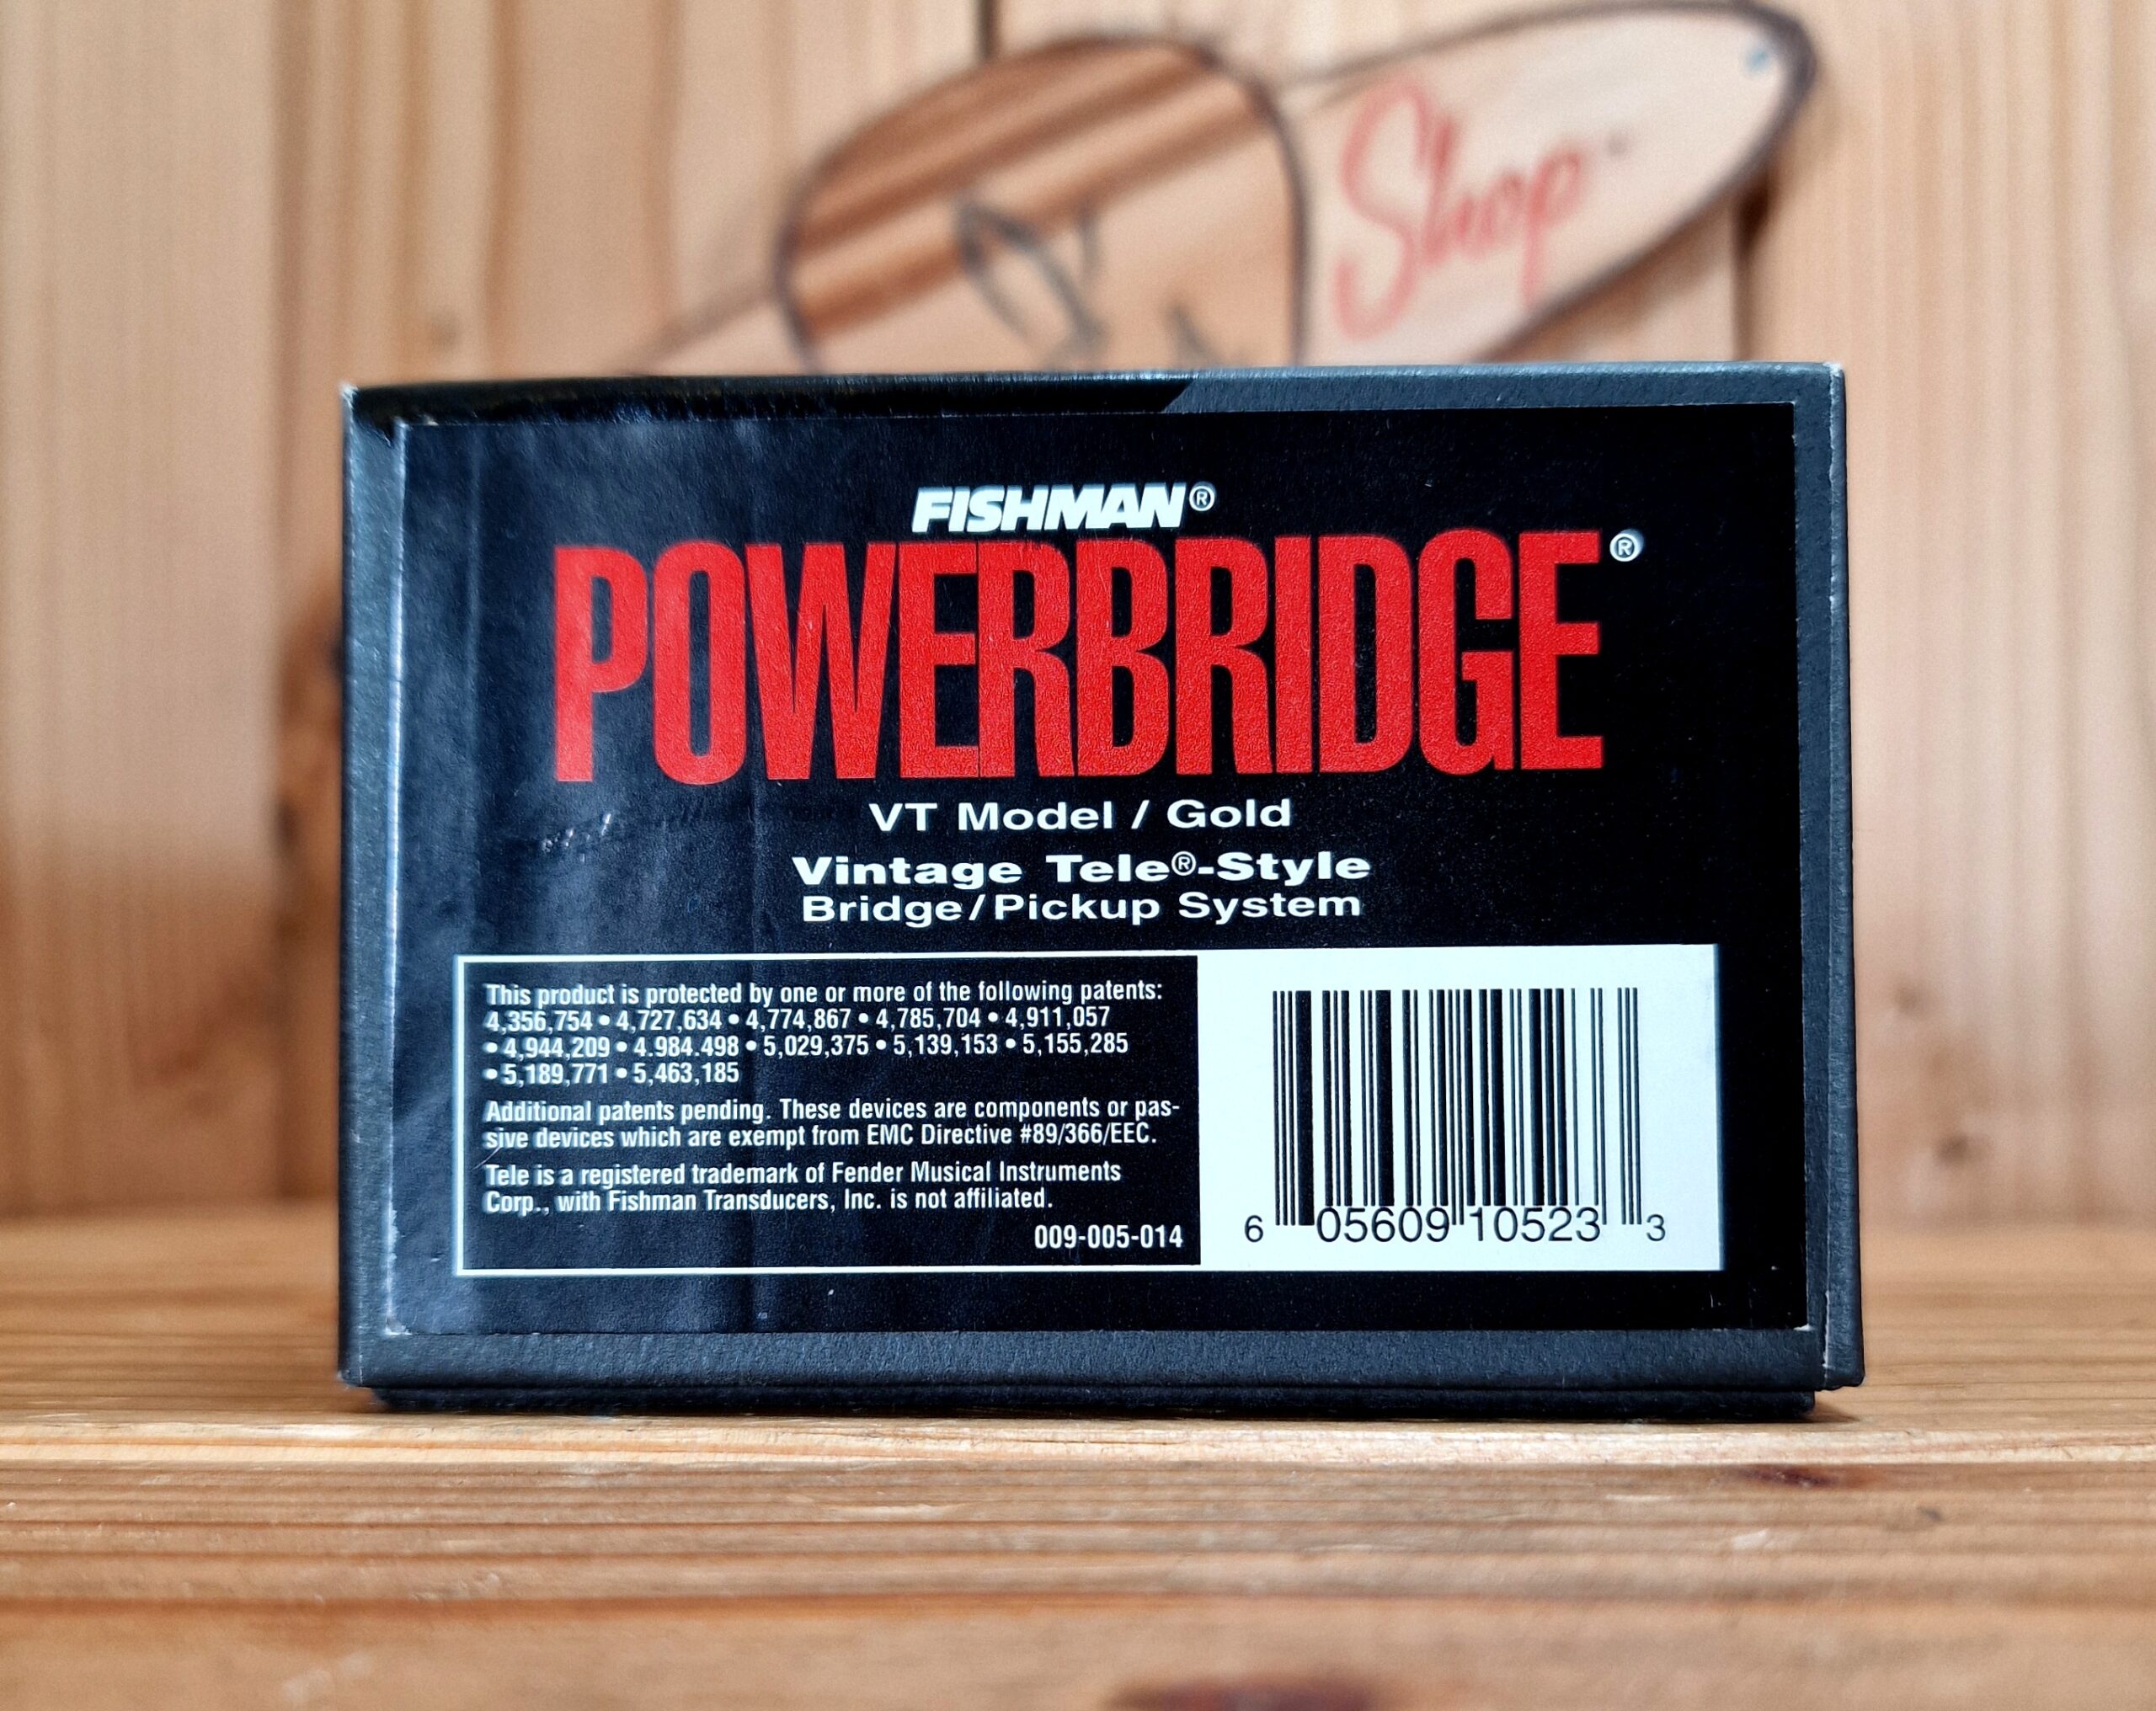 Shop
FISHMAN®
POWERBRIDGE®
VT Model / Gold
Vintage Tele®-Style
Bridge/Pickup System
This product is protected by one or more of the following patents:
4,356,754 • 4,727,634 • 4,774,867 • 4,785,704 • 4,911,057
• 4,944,209 • 4.984.498 • 5,029,375 • 5,139,153 • 5,155,285
• 5,189,771 • 5,463,185
Additional patents pending. These devices are components or pas-
sive devices which are exempt from EMC Directive #89/366/EEC.
Tele is a registered trademark of Fender Musical Instruments
Corp., with Fishman Transducers, Inc. is not affiliated.
009-005-014
6 05609 10523 3